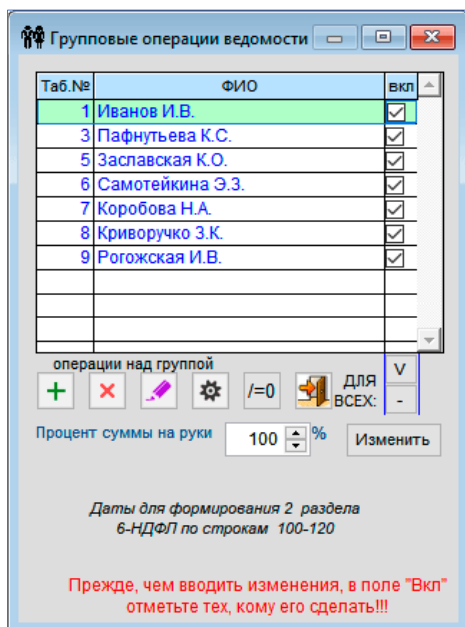 Групповые операции ведомости
Таб.№ ФИО вкл
1 Иванов И.В.
3 Пафнутьева К.С.
5 Заславская К.О.
6 Самотейкина Э.З.
7 Коробова Н.А.
8 Криворучко З.К.
9 Рогожская И.В.
операции над группой
/=0 ДЛЯ ВСЕХ: V -
Процент суммы на руки 100 % Изменить
Даты для формирования 2 раздела
6-НДФЛ по строкам 100-120
Прежде, чем вводить изменения, в поле "Вкл"
отметьте тех, кому его сделать!!!